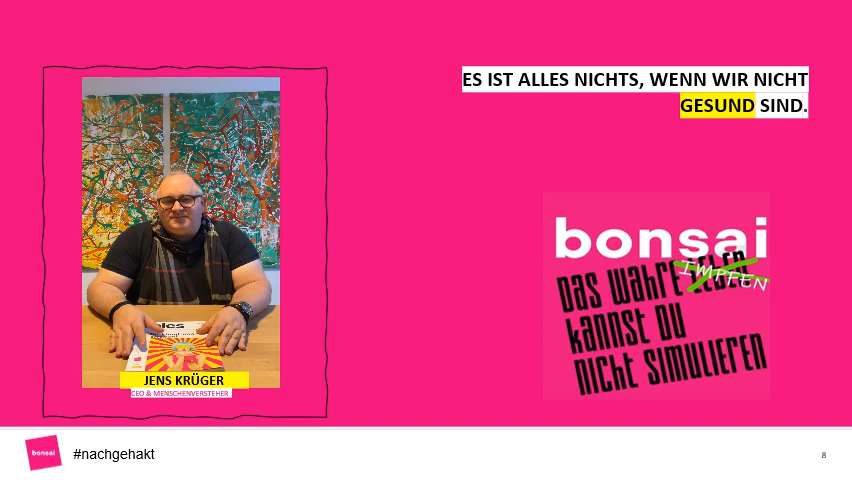 ES IST ALLES NICHTS, WENN WIR NICHT
GESUND SIND.
JENS KRÜGER
CEO & MENSCHENVERSTEHER
bonsai
DAS WAHRE LEBEN
IMPFEN
KANNST DU
NICHT SIMULIEREN
bonsai
#nachgehakt
8